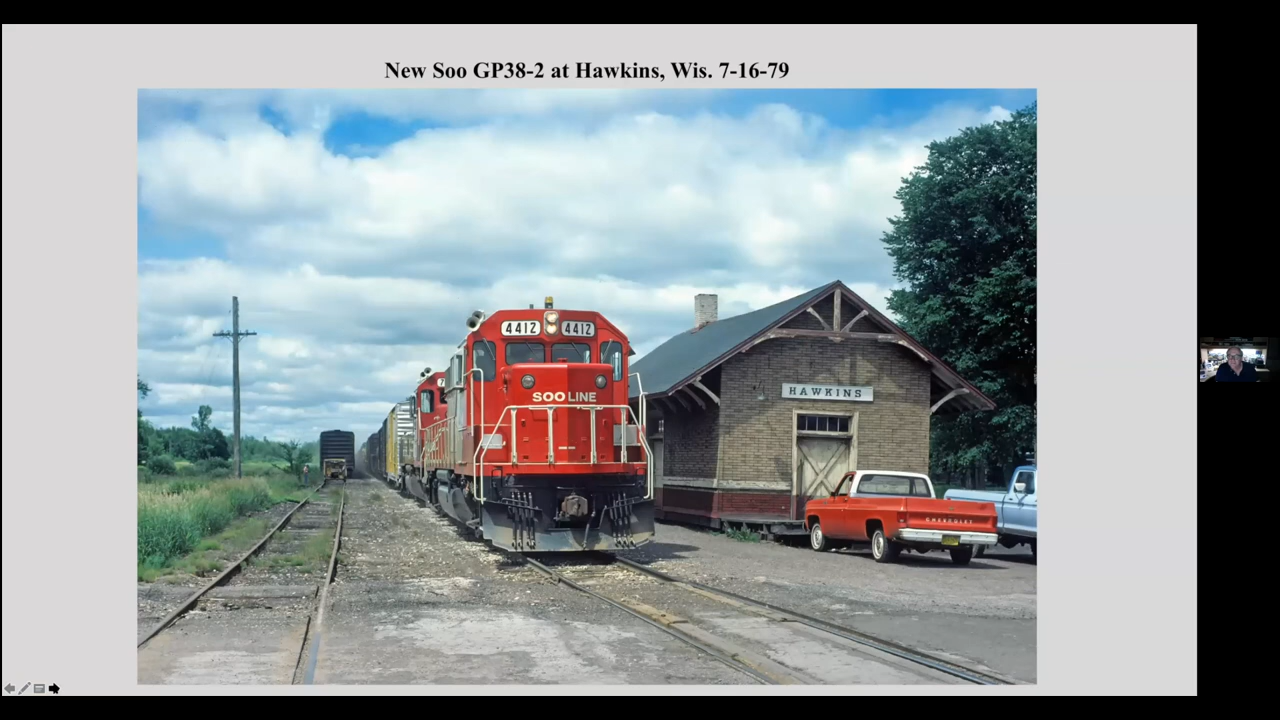 New Soo GP38-2 at Hawkins, Wis. 7-16-79
4412 4412
SOO LINE
HAWKINS
CHEVROLET